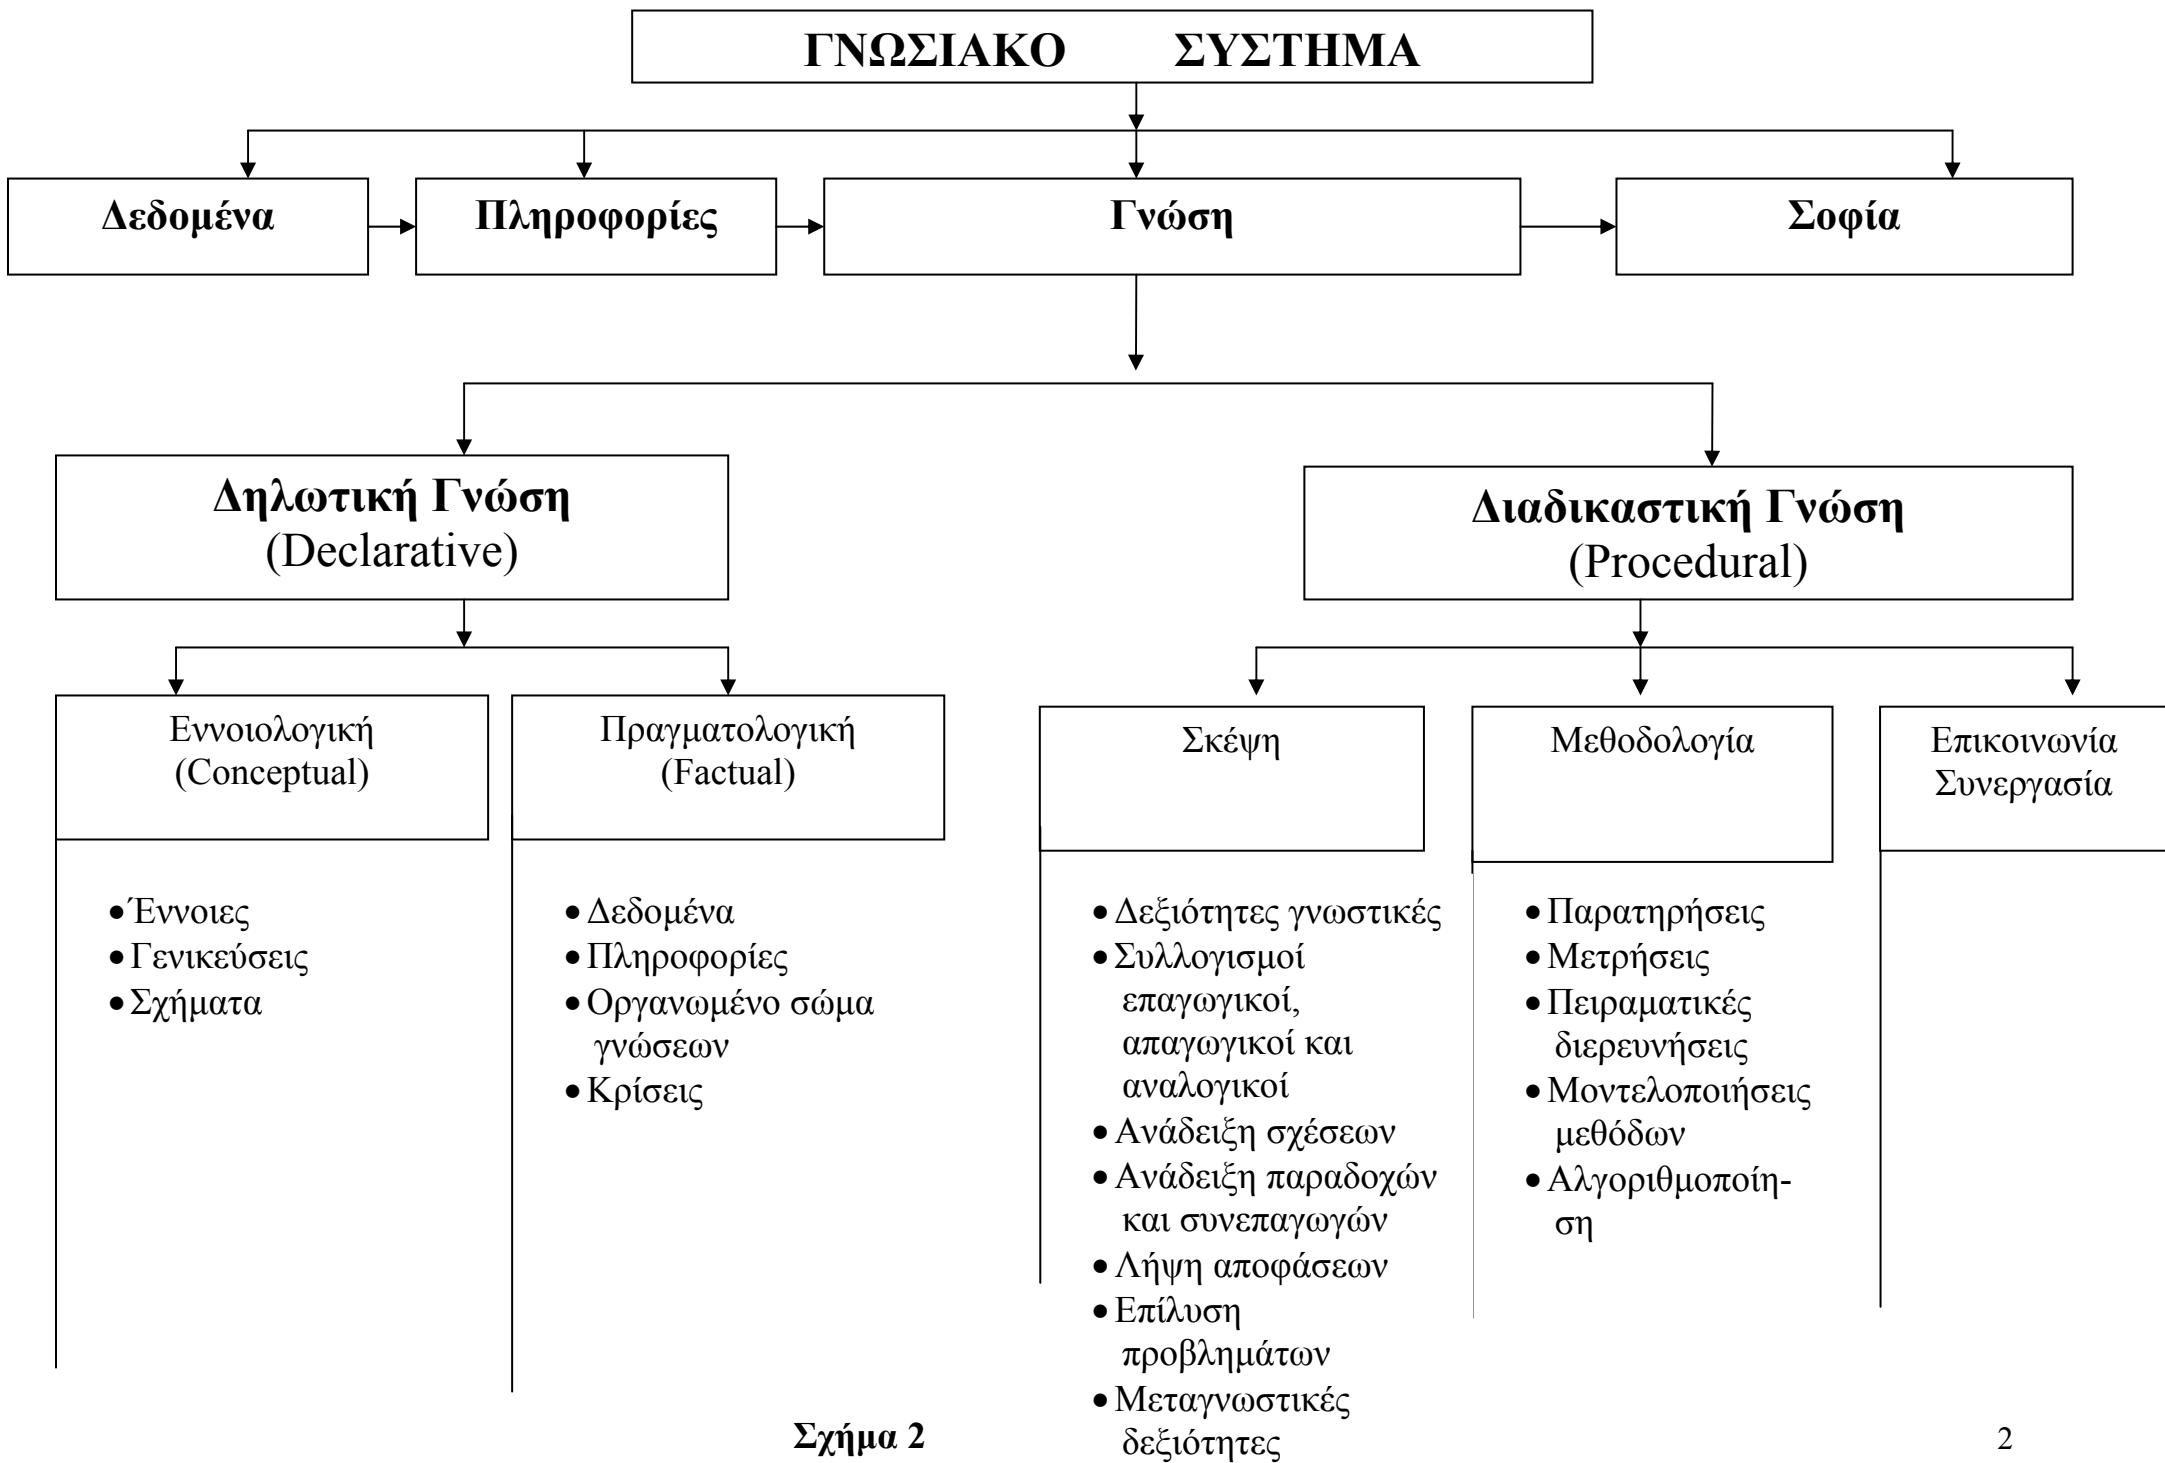 ΓΝΩΣΙΑΚΟ ΣΥΣΤΗΜΑ
Δεδομένα
Πληροφορίες
Γνώση
Σοφία
Δηλωτική Γνώση
(Declarative)
Διαδικαστική Γνώση
(Procedural)
Εννοιολογική
(Conceptual)
Πραγματολογική
(Factual)
Σκέψη
Μεθοδολογία
Επικοινωνία
Συνεργασία
•Έννοιες
•Γενικεύσεις
•Σχήματα
•Δεδομένα
•Πληροφορίες
•Οργανωμένο σώμα
γνώσεων
•Κρίσεις
•Δεξιότητες γνωστικές
•Συλλογισμοί
επαγωγικοί,
απαγωγικοί και
αναλογικοί
•Ανάδειξη σχέσεων
•Ανάδειξη παραδοχών
και συνεπαγωγών
•Λήψη αποφάσεων
•Επίλυση
προβλημάτων
•Μεταγνωστικές
δεξιότητες
•Παρατηρήσεις
•Μετρήσεις
•Πειραματικές
διερευνήσεις
•Μοντελοποιήσεις
μεθόδων
•Αλγοριθμοποίη-
ση
Σχήμα 2
2